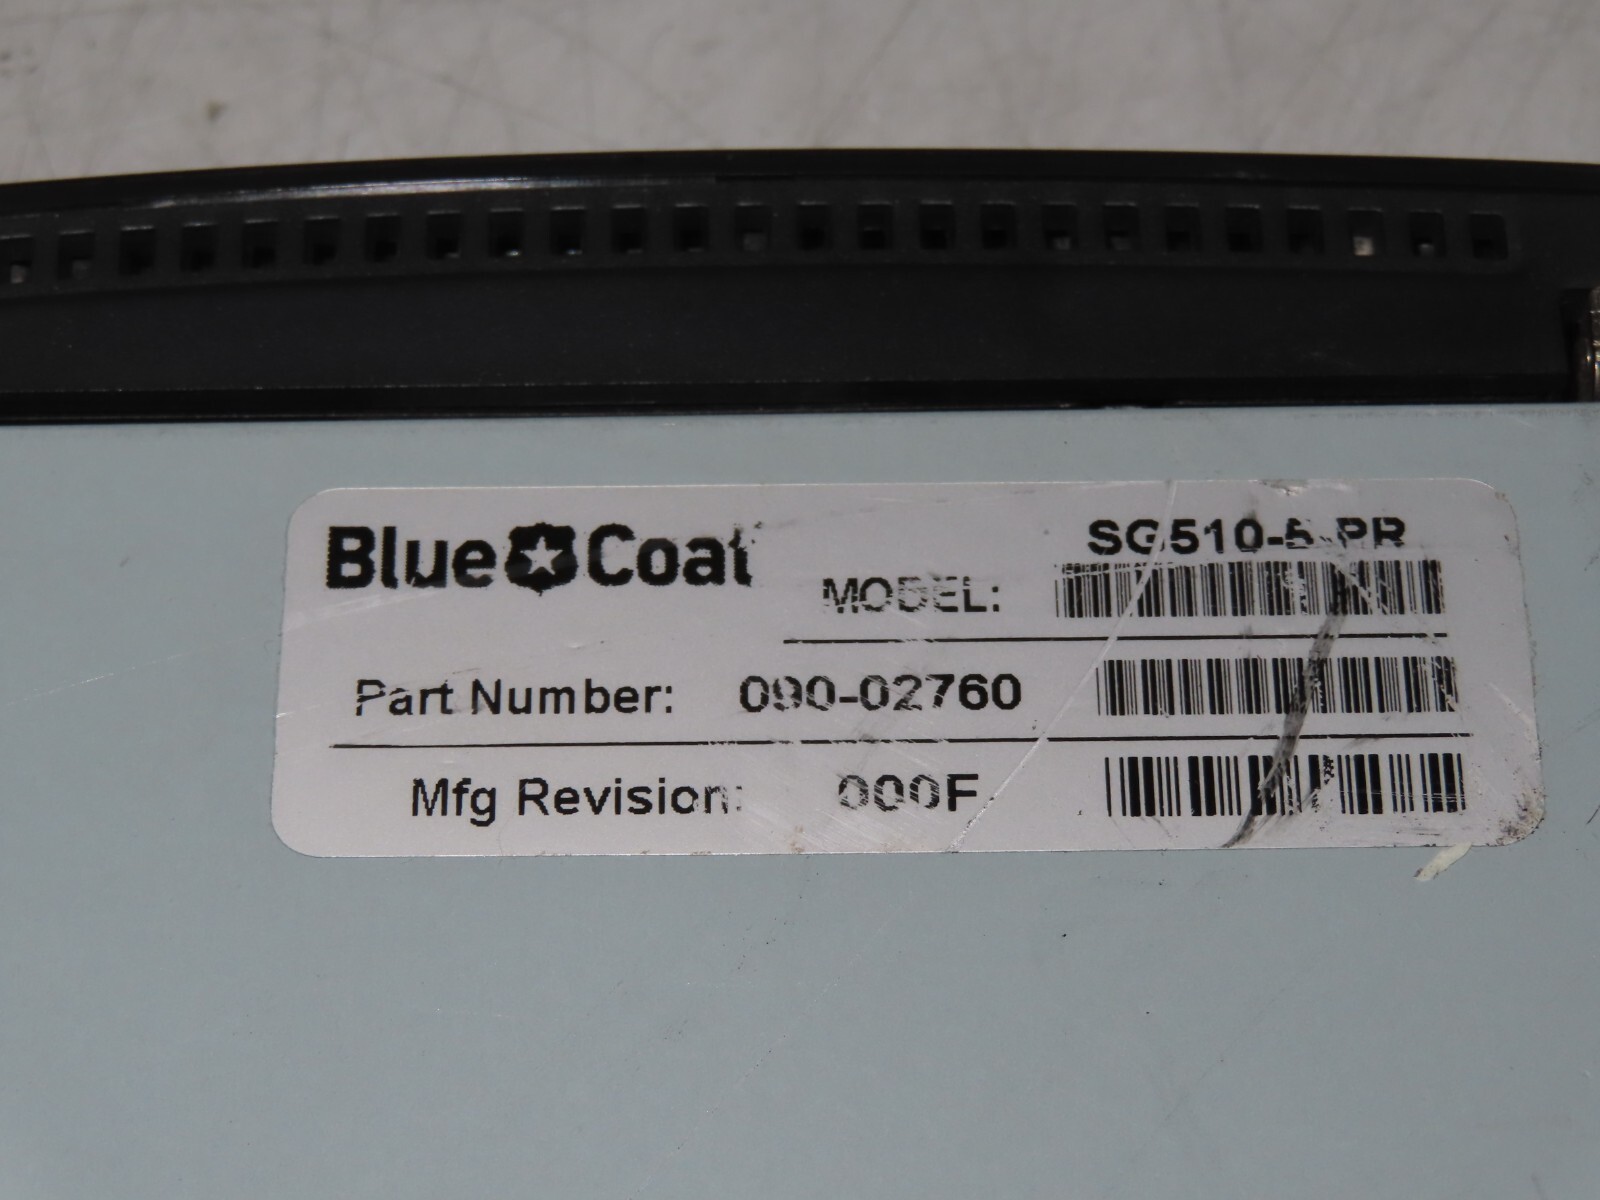 Blue Coat
SG510-5-PR
MODEL:
Part Number: 090-02760
Mfg Revision: 000F